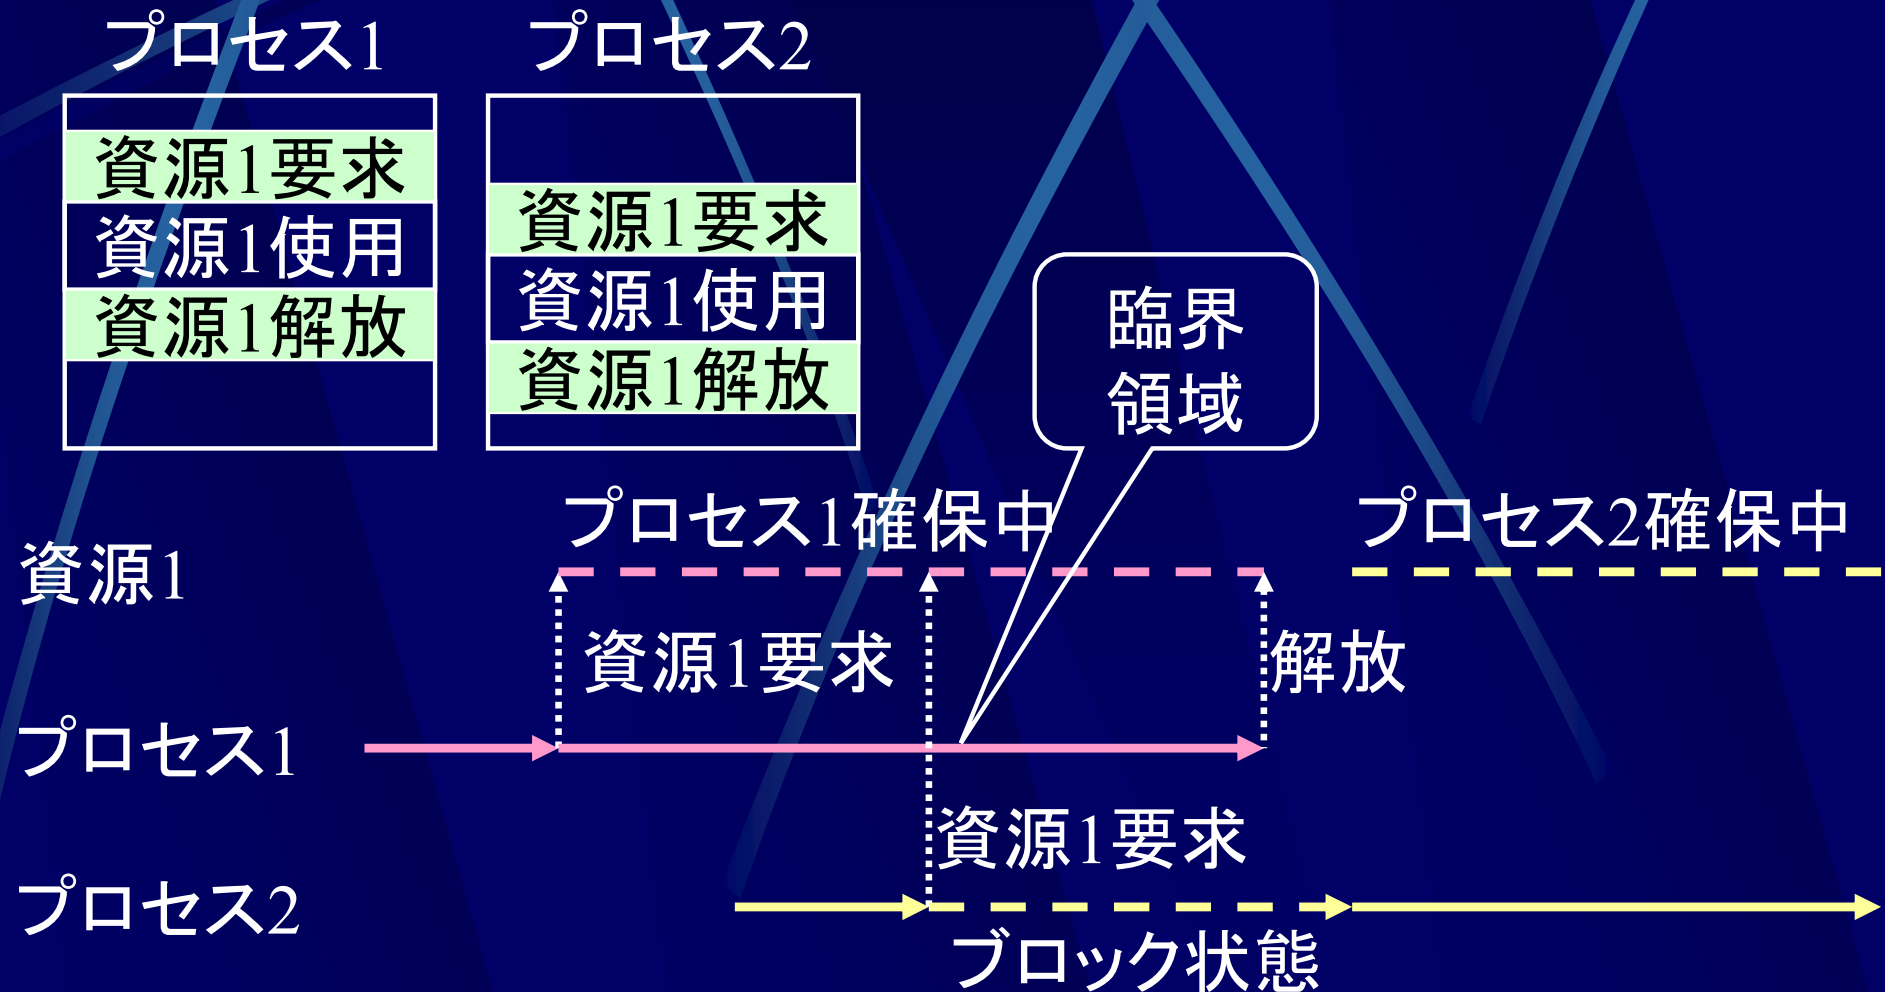 プロセス1
プロセス2
資源1要求
資源1使用
資源1解放
資源1要求
資源1使用
資源1解放
臨界
領域
プロセス1確保中
プロセス2確保中
資源1
資源1要求
解放
プロセス1
資源1要求
プロセス2
ブロック状態